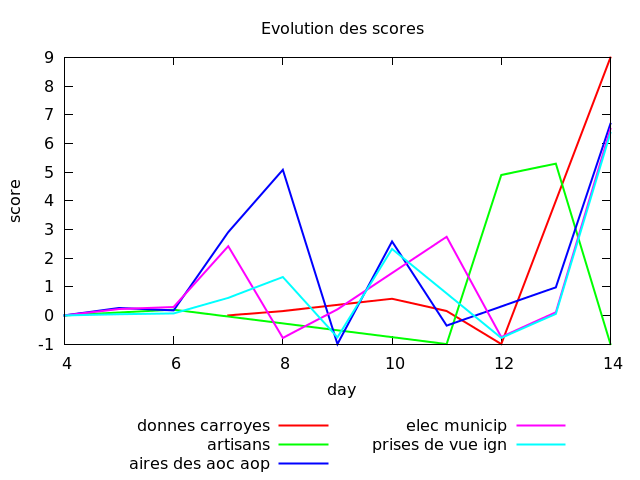 Evolution des scores
9
8
7
6
5
4
3
2
1
0
-1
score
4 6 8 10 12 14
day
donnes carroyes
artisans
aires des aoc aop
elec municip
prises de vue ign